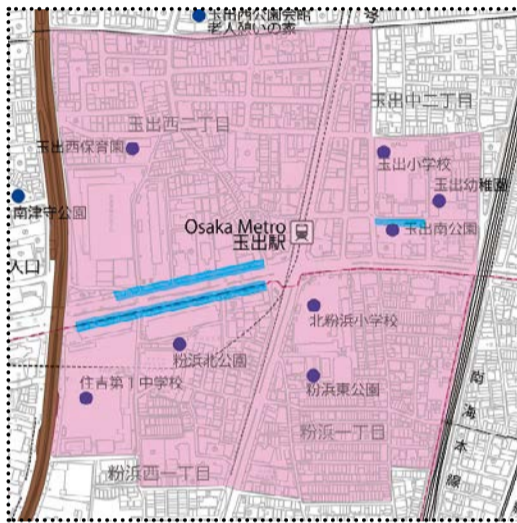 玉出西公園会館
老人憩いの家
玉出中二丁目
玉出西二丁目
玉出西保育園
玉出小学校
玉出幼稚園
南津守公園
Osaka Metro
玉出駅
玉出南公園
入口
北粉浜小学校
粉浜北公園
住吉第1中学校
粉浜東公園
南海本線
粉浜一丁目
粉浜西一丁目